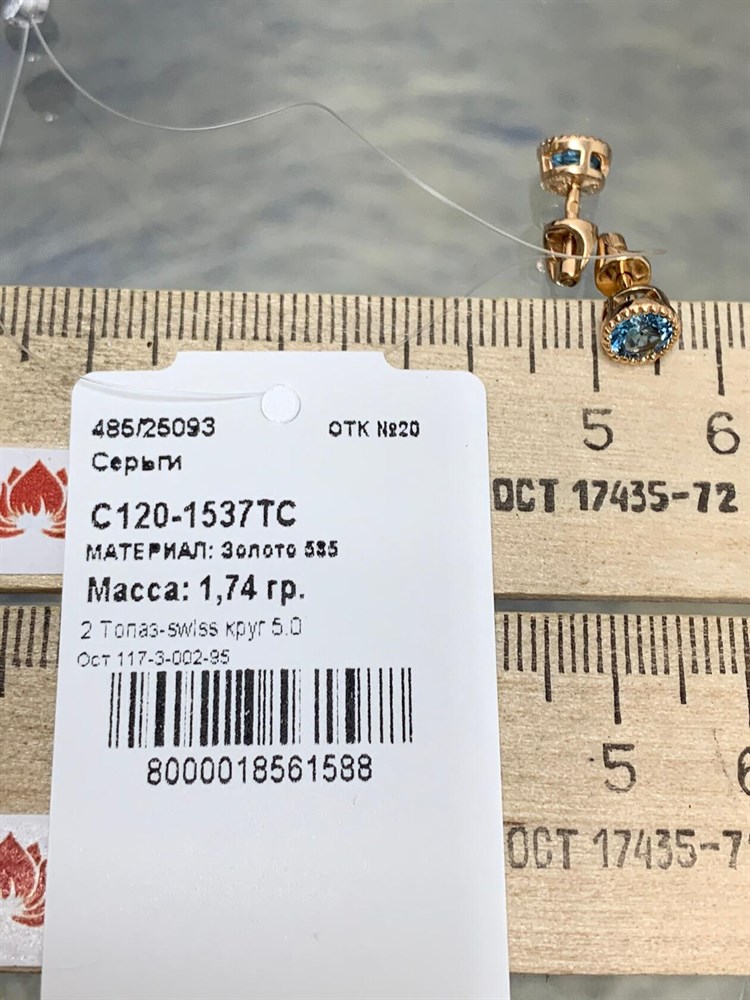 485/25093 ОТК №20
Серьги
С120-1537ТС
МАТЕРИАЛ: Золото 585
Масса: 1,74 гр.
2 Топаз-swiss круг 5.0
Ост 117-3-002-95
8000018561588
5 6
ОСТ 17435-72
5 6
ОСТ 17435-7